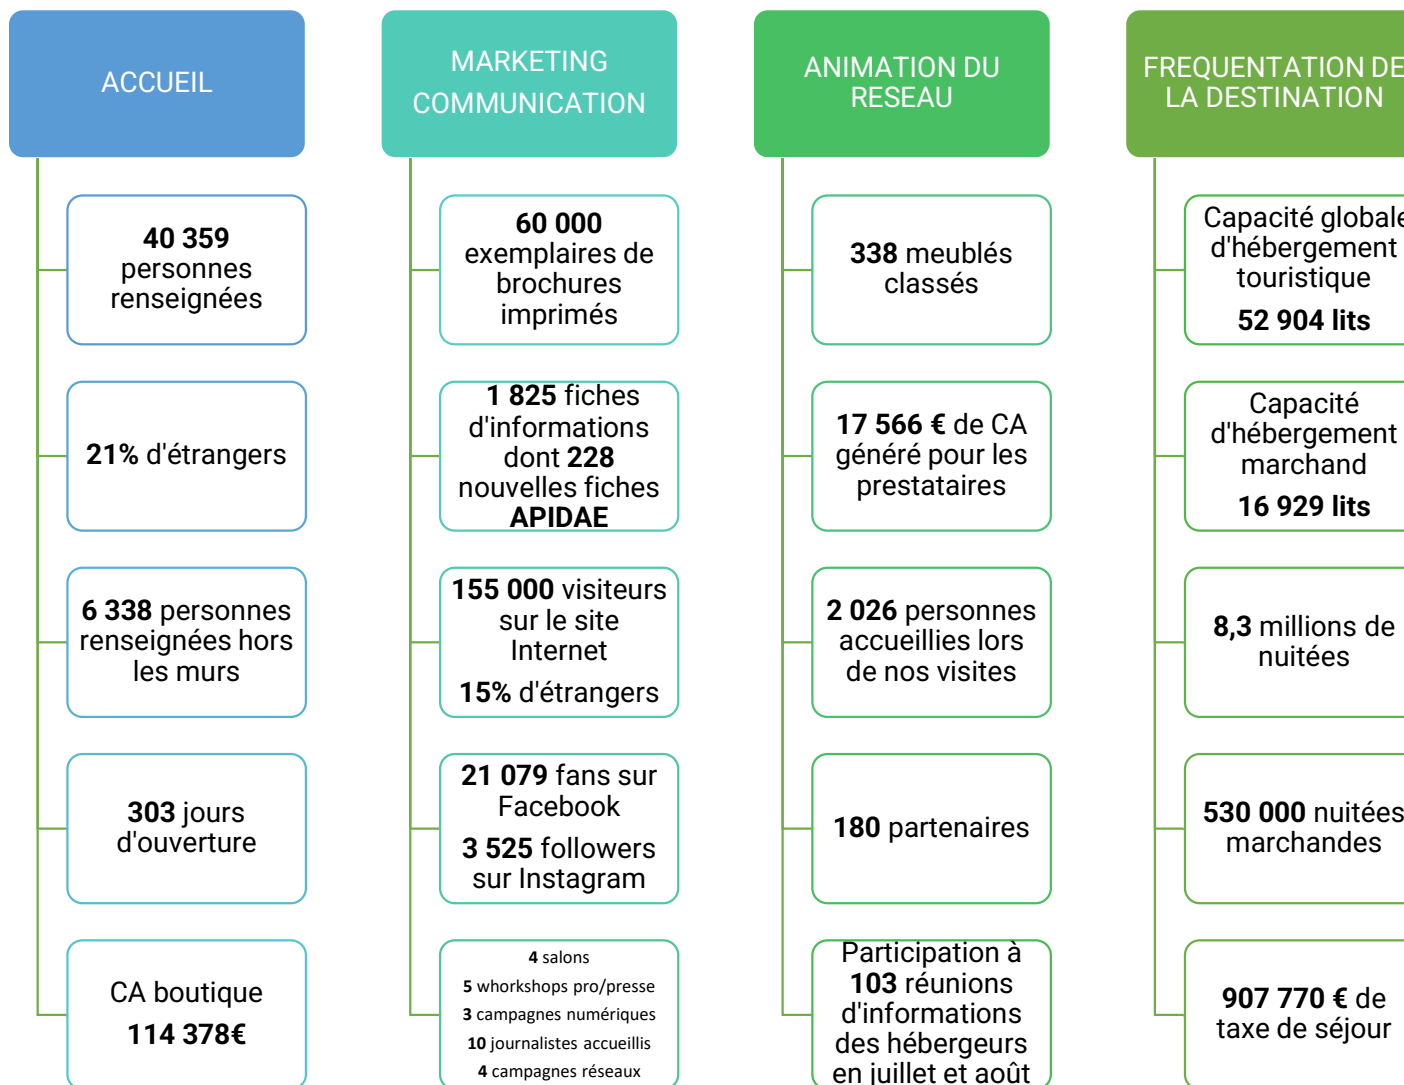 ACCUEIL
40 359
personnes
renseignées
21% d'étrangers
6 338 personnes
renseignées hors
les murs
303 jours
d'ouverture
CA boutique
114 378€
MARKETING
COMMUNICATION
60 000
exemplaires de
brochures
imprimés
1 825 fiches
d'informations
dont 228
nouvelles fiches
APIDAE
155 000 visiteurs
sur le site
Internet
15% d'étrangers
21 079 fans sur
Facebook
3 525 followers
sur Instagram
4 salons
5 whorkshops pro/presse
3 campagnes numériques
10 journalistes accueillis
4 campagnes réseaux
ANIMATION DU
RESEAU
338 meublés
classés
17 566 € de CA
généré pour les
prestataires
2 026 personnes
accueillies lors
de nos visites
180 partenaires
Participation à
103 réunions
d'informations
des hébergeurs
en juillet et août
FREQUENTATION DE
LA DESTINATION
Capacité globale
d'hébergement
touristique
52 904 lits
Capacité
d'hébergement
marchand
16 929 lits
8,3 millions de
nuitées
530 000 nuitées
marchandes
907 770 € de
taxe de séjour